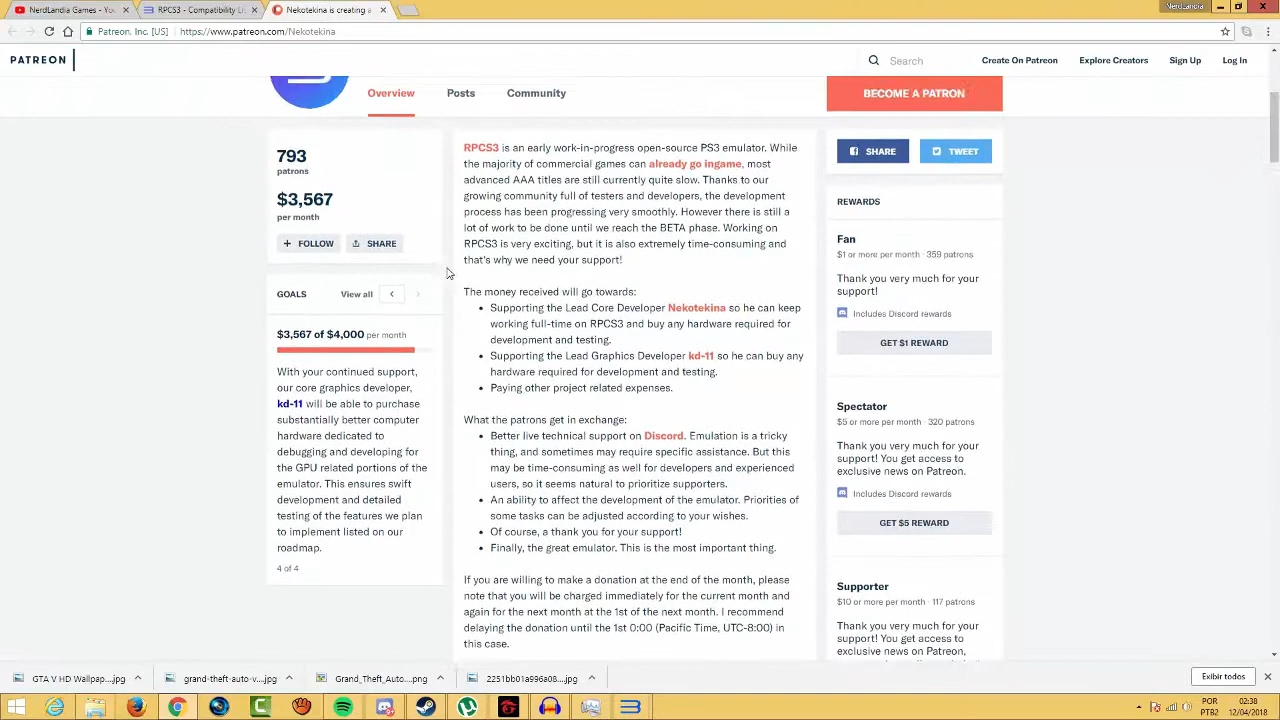 NerdLandia Games - You
RPCS3 - Compatibility Li
Nekotekina is creating
NerdLandia
Patreon, Inc. [US]
https://www.patreon.com/Nekotekina
PATREON
Search
Create On Patreon
Explore Creators
Sign Up
Log In
Overview
Posts
Community
BECOME A PATRON
793
patrons
$3,567
per month
FOLLOW
SHARE
GOALS
View all
$3,567 of $4,000 per month
With your continued support,
our core graphics developer,
kd-11 will be able to purchase
substantially better computer
hardware dedicated to
debugging and developing for
the GPU related portions of the
emulator. This ensures swift
development and detailed
testing of the features we plan
to implement listed on our
roadmap.
4 of 4
RPCS3 is an early work-in-progress open-source PS3 emulator. While
the majority of commercial games can already go ingame, most
advanced AAA titles are still currently quite slow. Thanks to our
growing community full of testers and developers, the development
process has been progressing very smoothly. However there is still a
lot of work to be done until we reach the BETA phase. Working on
RPCS3 is very exciting, but it is also extremely time-consuming and
that's why we need your support!
The money received will go towards:
• Supporting the Lead Core Developer Nekotekina so he can keep
working full-time on RPCS3 and buy any hardware required for
development and testing.
• Supporting the Lead Graphics Developer kd-11 so he can buy any
hardware required for development and testing.
• Paying other project related expenses.
What the patrons get in exchange:
• Better live technical support on Discord. Emulation is a tricky
thing, and sometimes may require specific assistance. But this
may be time-consuming as well for developers and experienced
users, so it seems natural to prioritize supporters.
• An ability to affect the development of the emulator. Priorities of
some tasks can be adjusted according to your wishes.
• Of course, a thank you for your support!
• Finally, the great emulator. This is the most important thing.
If you are willing to make a donation at the end of the month, please
note that you will be charged immediately for the current month and
again for the next month at the 1st of the next month. I recommend
delaying the donation until the 1st 0:00 (Pacific Time, UTC-8:00) in
this case.
SHARE
TWEET
REWARDS
Fan
$1 or more per month · 359 patrons
Thank you very much for your
support!
Includes Discord rewards
GET $1 REWARD
Spectator
$5 or more per month · 320 patrons
Thank you very much for your
support! You get access to
exclusive news on Patreon.
Includes Discord rewards
GET $5 REWARD
Supporter
$10 or more per month · 117 patrons
Thank you very much for your
support! You get access to
exclusive news on Patreon,
GTA V HD Wallpap....jpg
grand-theft-auto-v....jpg
Grand_Theft_Auto....png
2251bb01a996a08....jpg
Exibir todos
POR
PTB2
02:38
12/04/2018